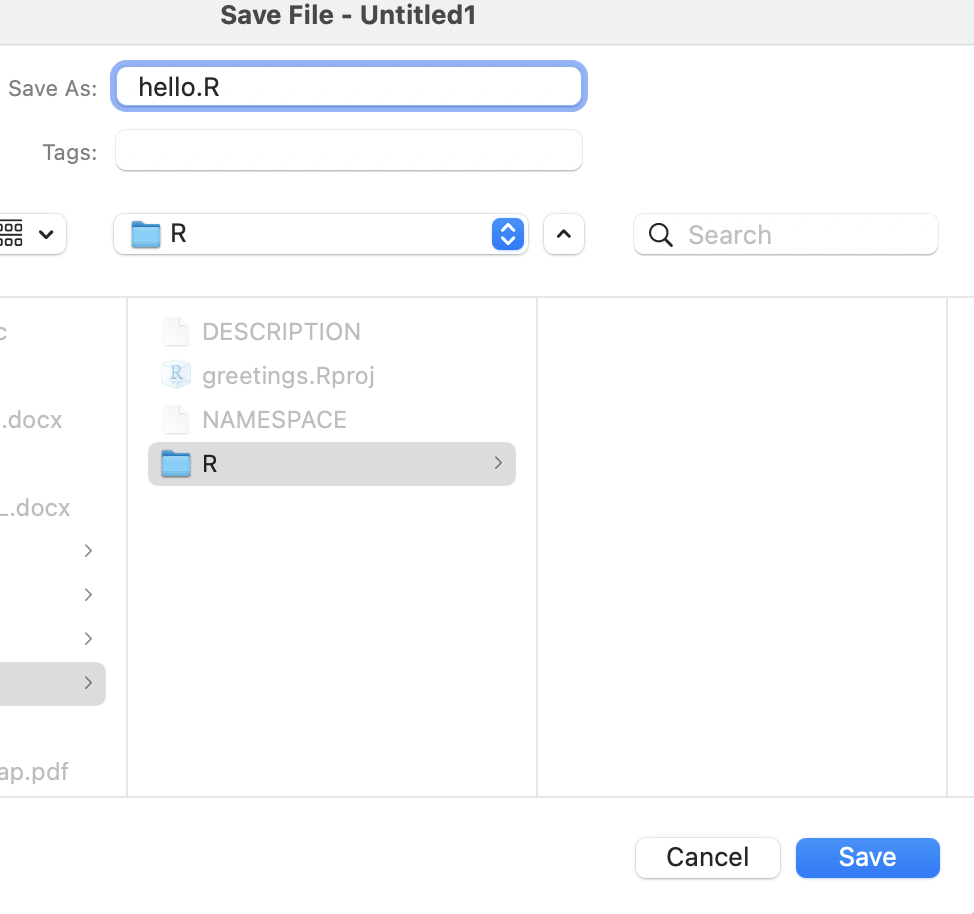 Save File - Untitled1
Save As: hello.R
Tags:
R
Search
c
.docx
L.docx
ap.pdf
DESCRIPTION
greetings.Rproj
NAMESPACE
R
Cancel
Save